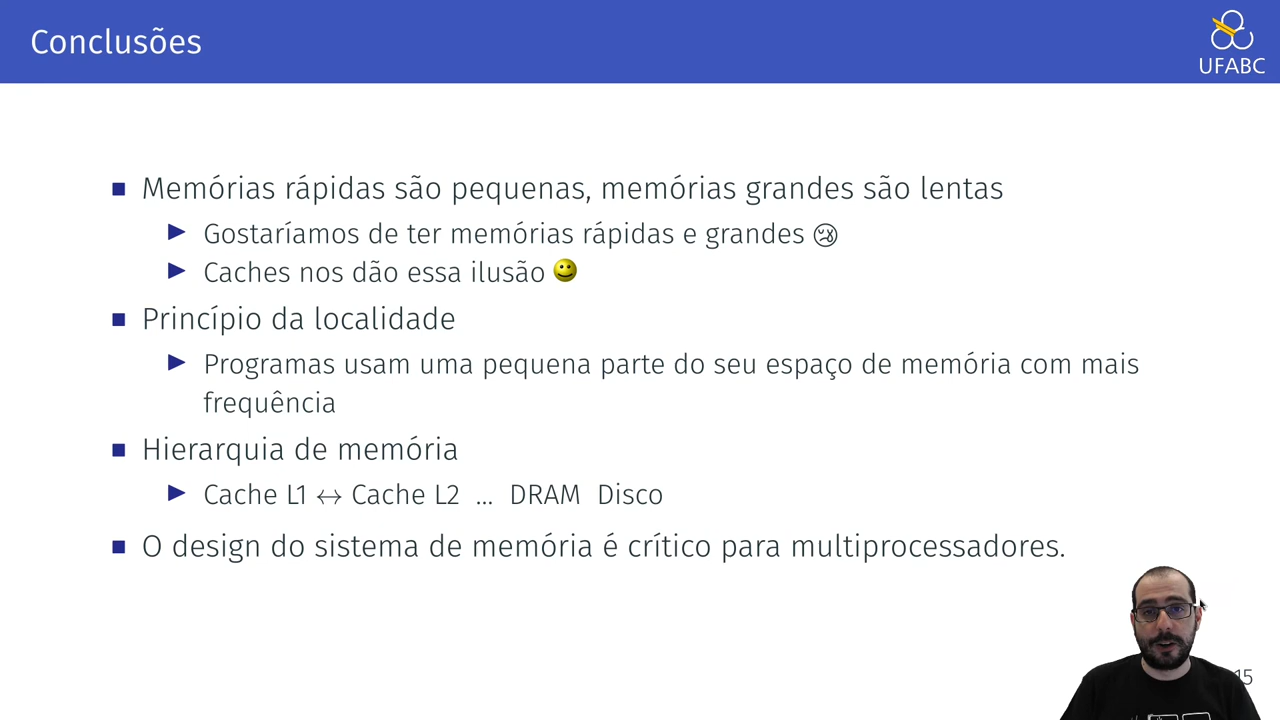 Conclusões
UFABC
Memórias rápidas são pequenas, memórias grandes são lentas
Gostaríamos de ter memórias rápidas e grandes
Caches nos dão essa ilusão
Princípio da localidade
Programas usam uma pequena parte do seu espaço de memória com mais
frequência
Hierarquia de memória
Cache L1 ↔ Cache L2 ... DRAM Disco
O design do sistema de memória é crítico para multiprocessadores.
15